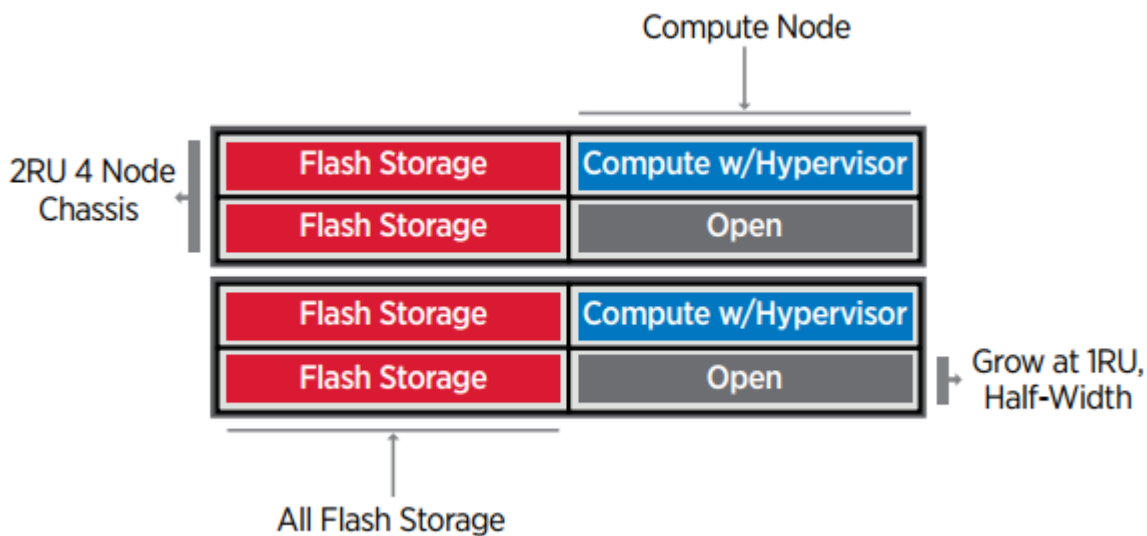 Compute Node
2RU 4 Node
Chassis
Flash Storage
Compute w/Hypervisor
Flash Storage
Open
Flash Storage
Compute w/Hypervisor
Flash Storage
Open
Grow at 1RU,
Half-Width
All Flash Storage